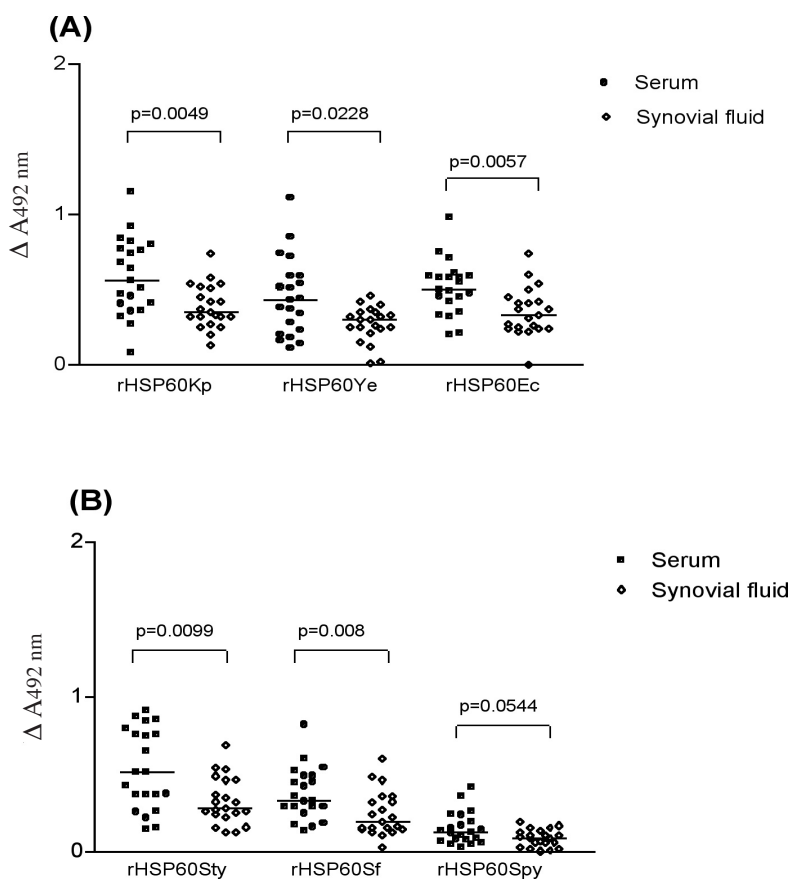 (A)
2
1
0
Δ A492 nm
p=0.0049
p=0.0228
p=0.0057
Serum
Synovial fluid
rHSP60Kp
rHSP60Ye
rHSP60Ec
(B)
2
1
0
Δ A492 nm
p=0.0099
p=0.008
p=0.0544
Serum
Synovial fluid
rHSP60Sty
rHSP60Sf
rHSP60Spy